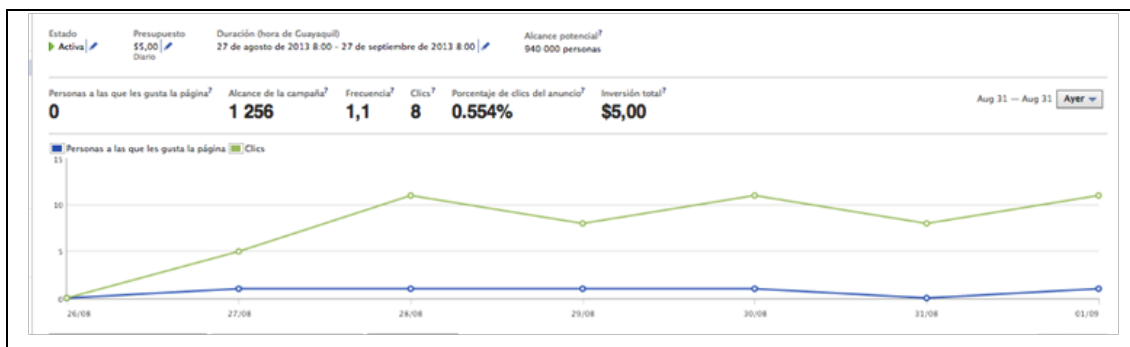 Estado Presupuesto Duración (hora de Guayaquil) Alcance potencial?
Activa $5,00 27 de agosto de 2013 8:00 - 27 de septiembre de 2013 8:00 940 000 personas
Diario
Personas a las que les gusta la página? Alcance de la campaña? Frecuencia? Clics? Porcentaje de clics del anuncio? Inversión total?
0 1 256 1,1 8 0.554% $5,00 Aug 31 — Aug 31 Ayer
Personas a las que les gusta la página Clics
15
10
5
0
26/08 27/08 28/08 29/08 30/08 31/08 01/09